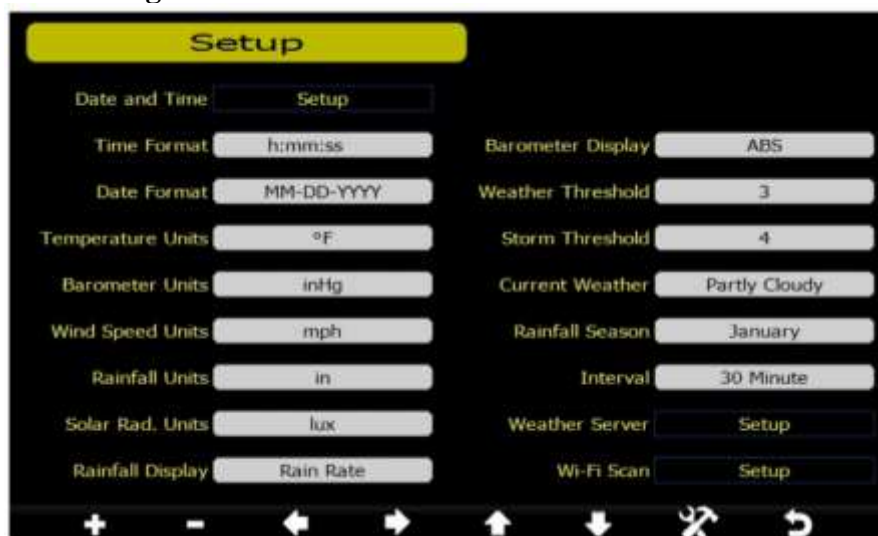 Setup
Date and Time Setup
Time Format h:mm:ss
Date Format MM-DD-YYYY
Temperature Units °F
Barometer Units inHg
Wind Speed Units mph
Rainfall Units in
Solar Rad. Units lux
Rainfall Display Rain Rate
Barometer Display ABS
Weather Threshold 3
Storm Threshold 4
Current Weather Partly Cloudy
Rainfall Season January
Interval 30 Minute
Weather Server Setup
Wi-Fi Scan Setup